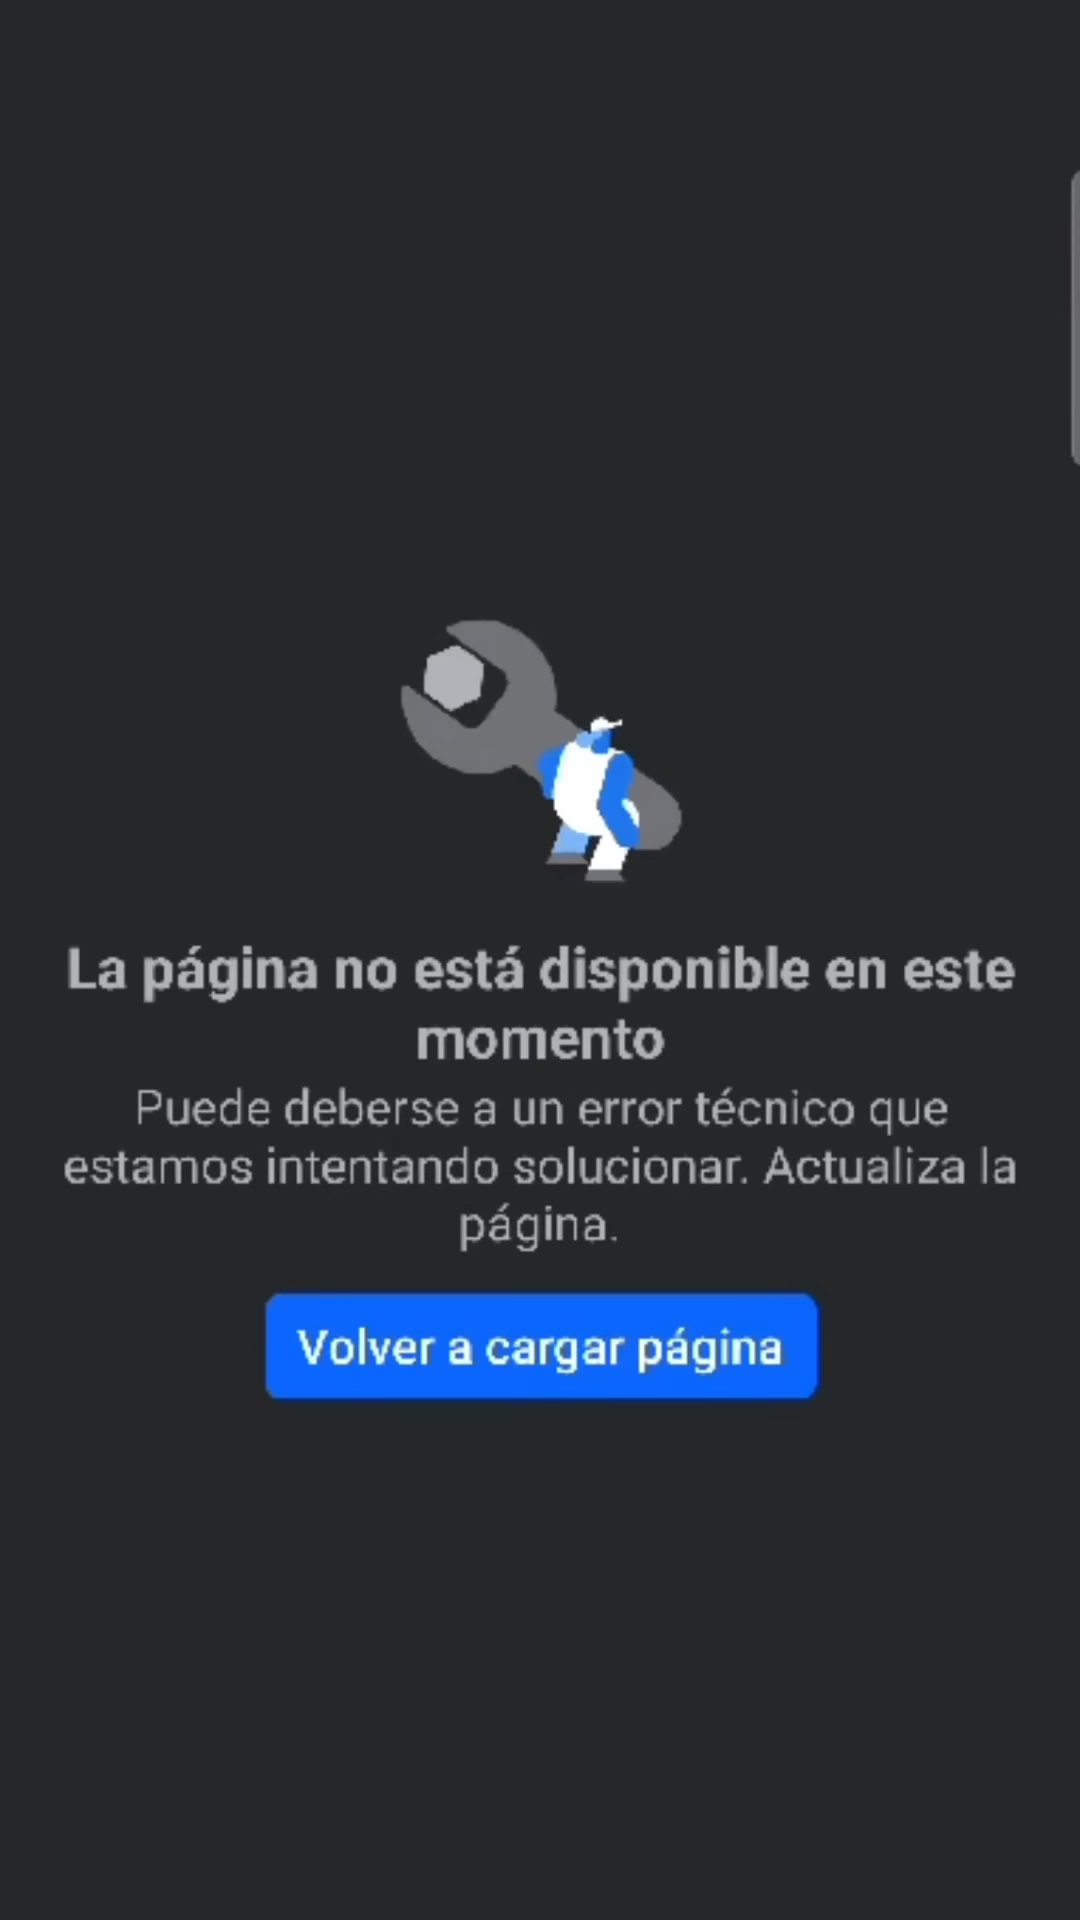 La página no está disponible en este
momento
Puede deberse a un error técnico que
estamos intentando solucionar. Actualiza la
página.
Volver a cargar página